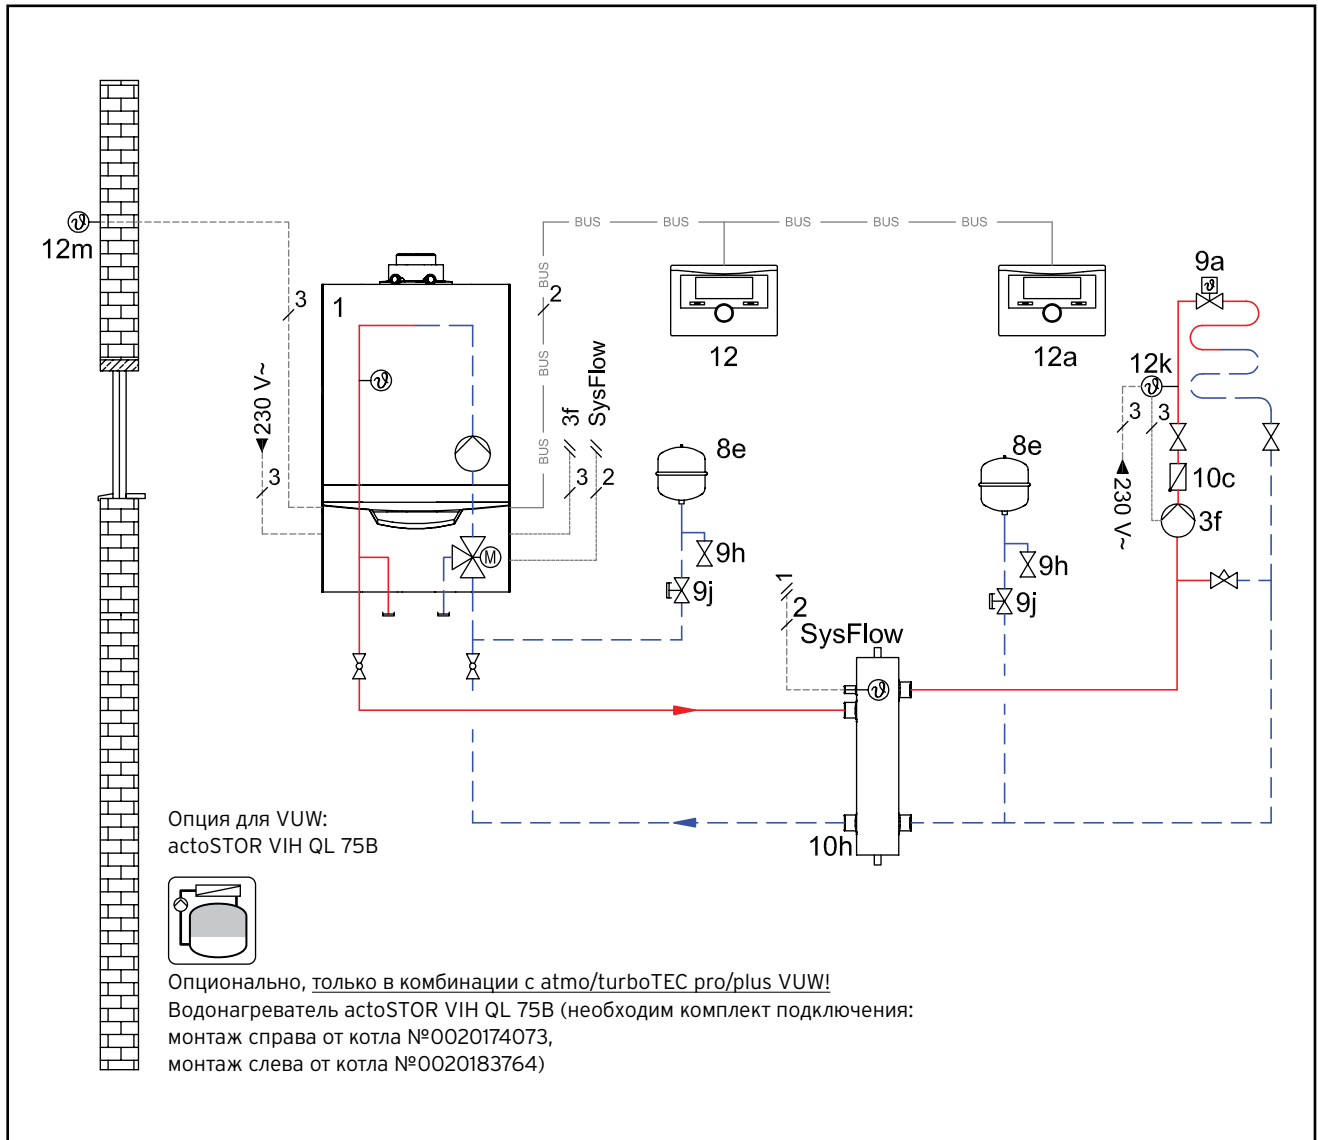 12m
3
1
230 V~
3
BUS
BUS
BUS
BUS
BUS
BUS
2
BUS
BUS
3f
SysFlow
3
2
12
12a
9a
12k
3
3
230 V~
10c
3f
8e
9h
9j
8e
9h
9j
M
1
2
SysFlow
10h
Опция для VUW:
actoSTOR VIH QL 75B
Опционально, только в комбинации с atmo/turboTEC pro/plus VUW!
Водонагреватель actoSTOR VIH QL 75B (необходим комплект подключения:
монтаж справа от котла №0020174073,
монтаж слева от котла №0020183764)